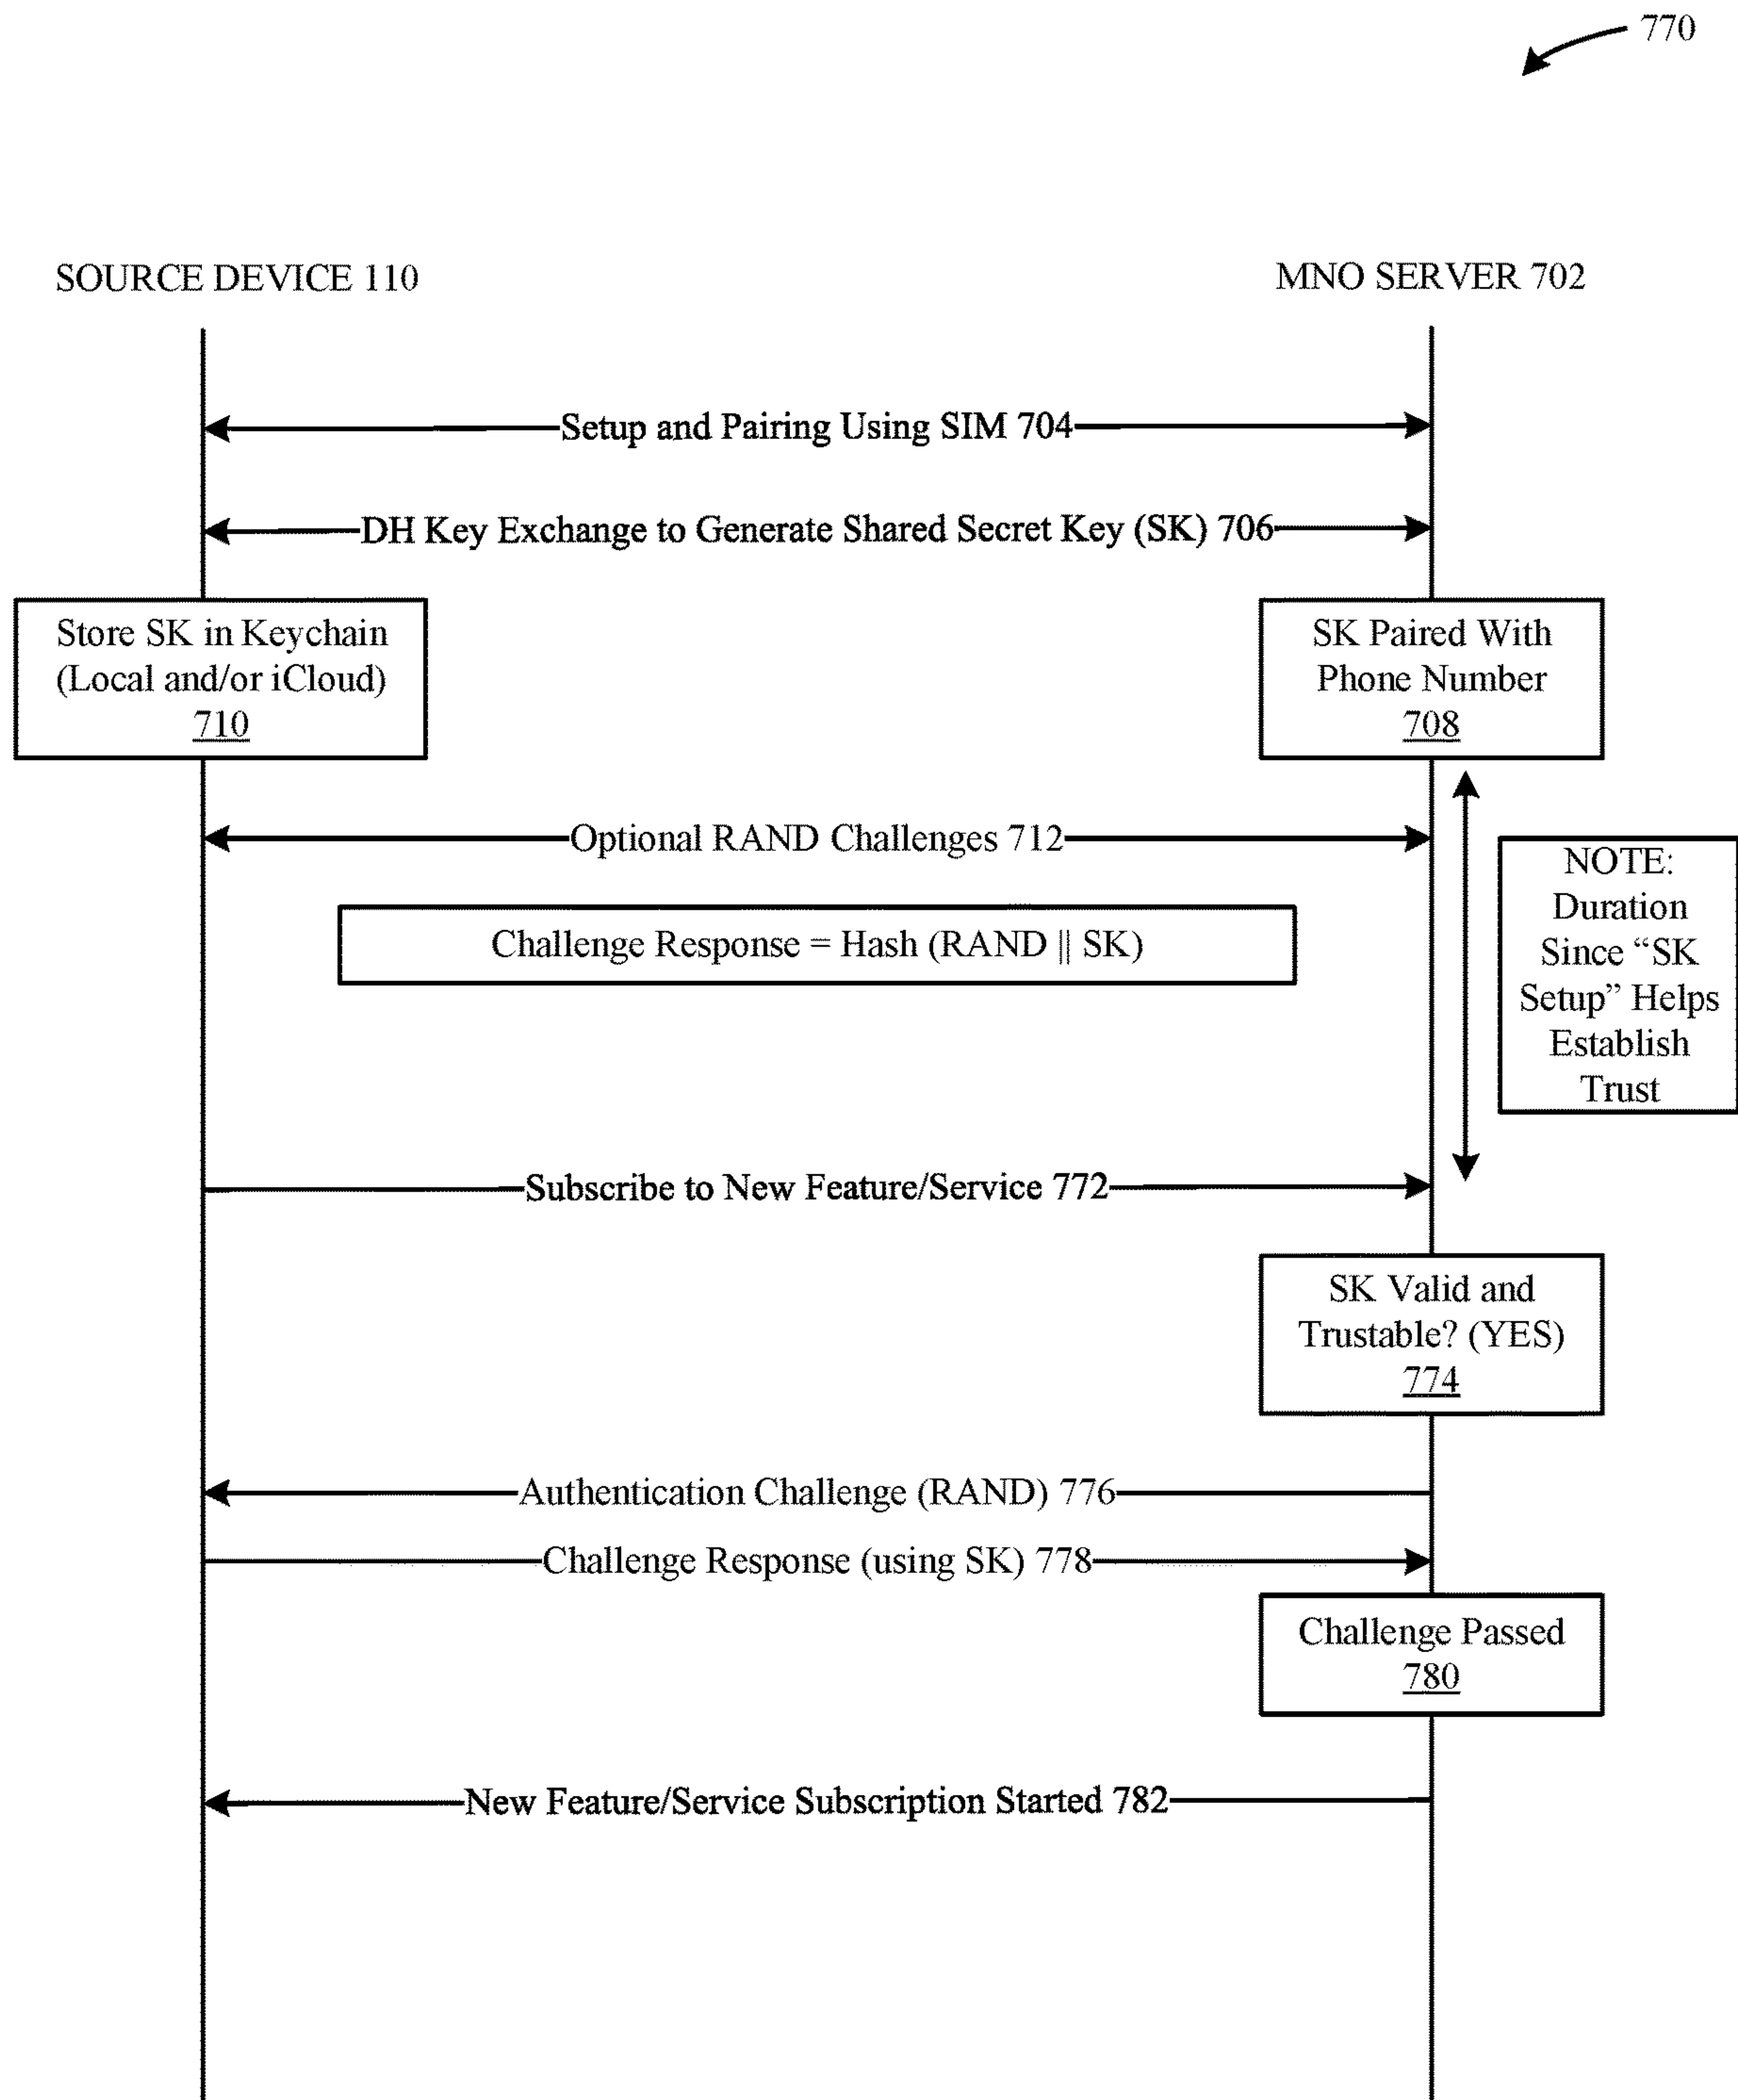 770
SOURCE DEVICE 110
MNO SERVER 702
Setup and Pairing Using SIM 704
DH Key Exchange to Generate Shared Secret Key (SK) 706
Store SK in Keychain
(Local and/or iCloud)
710
SK Paired With
Phone Number
708
Optional RAND Challenges 712
Challenge Response = Hash (RAND || SK)
NOTE:
Duration
Since “SK
Setup” Helps
Establish
Trust
Subscribe to New Feature/Service 772
SK Valid and
Trustable? (YES)
774
Authentication Challenge (RAND) 776
Challenge Response (using SK) 778
Challenge Passed
780
New Feature/Service Subscription Started 782